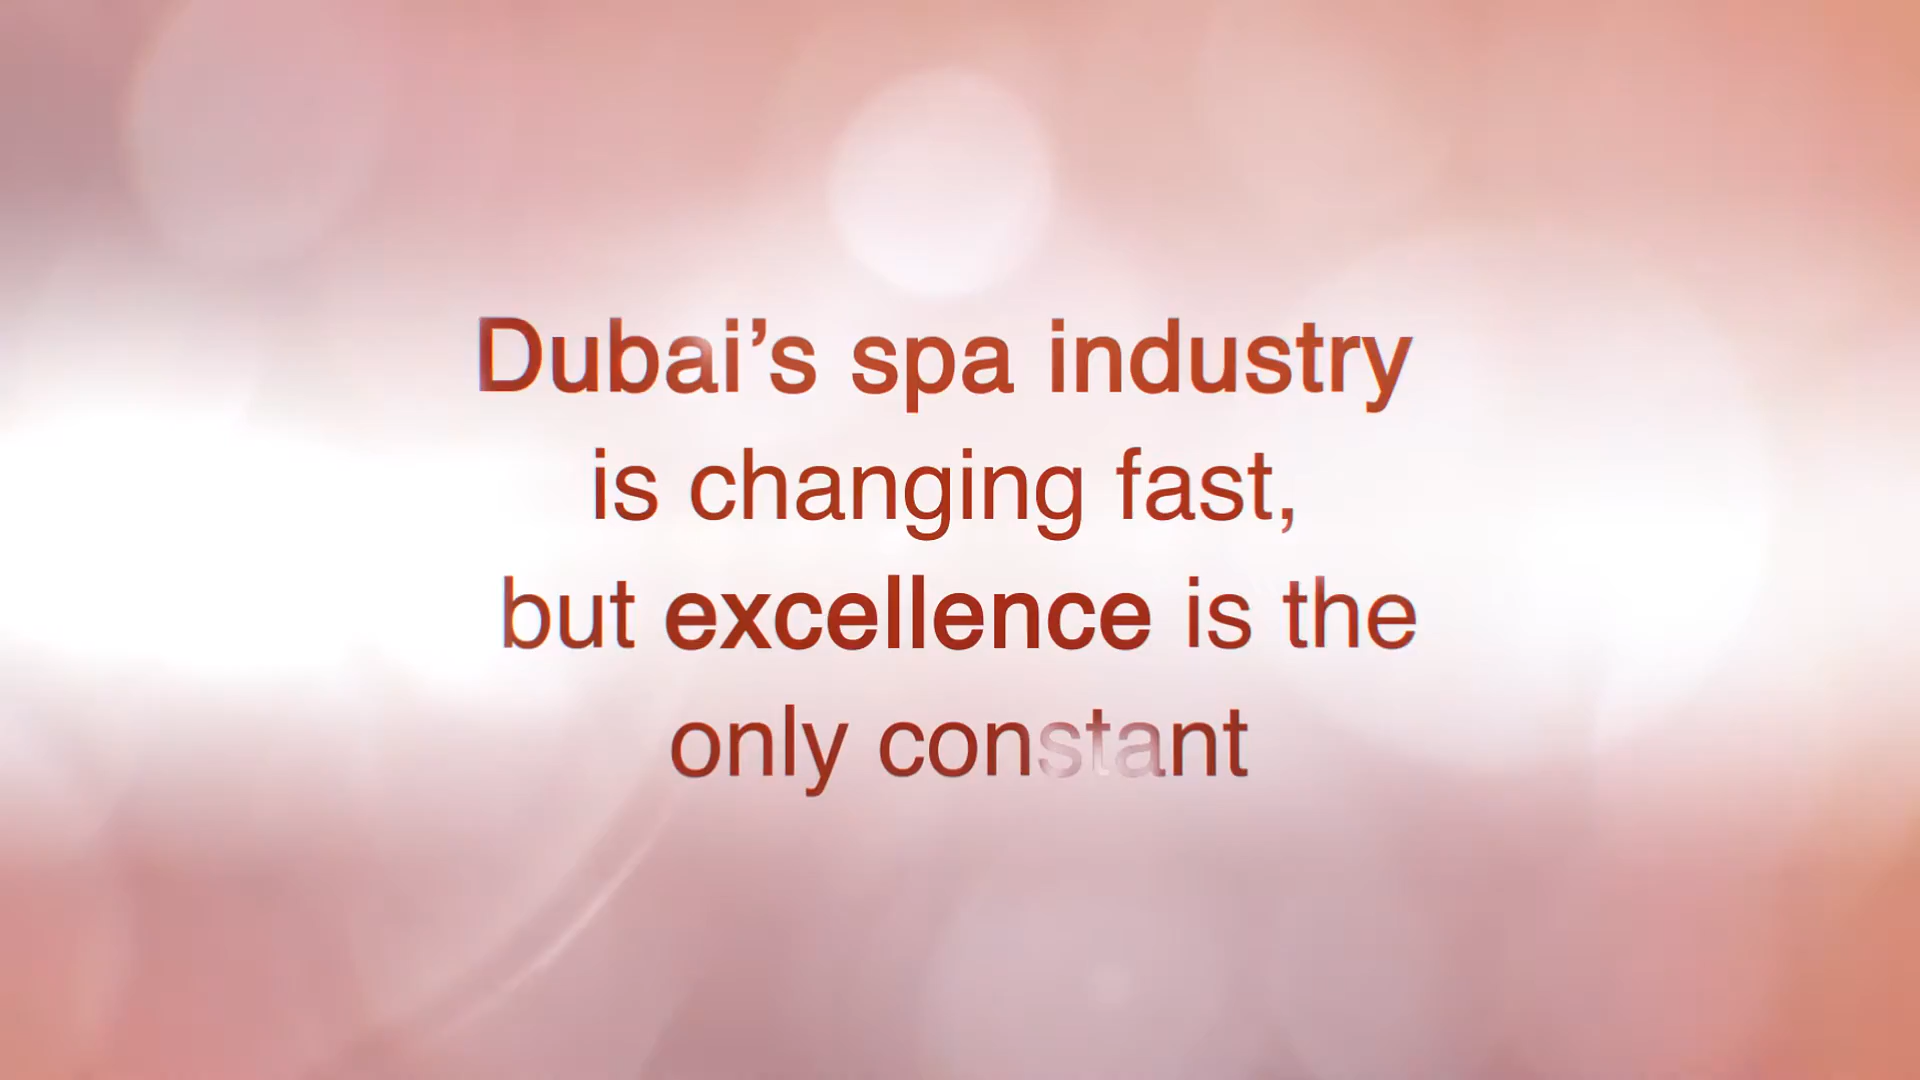 Dubai’s spa industry
is changing fast,
but excellence is the
only constant